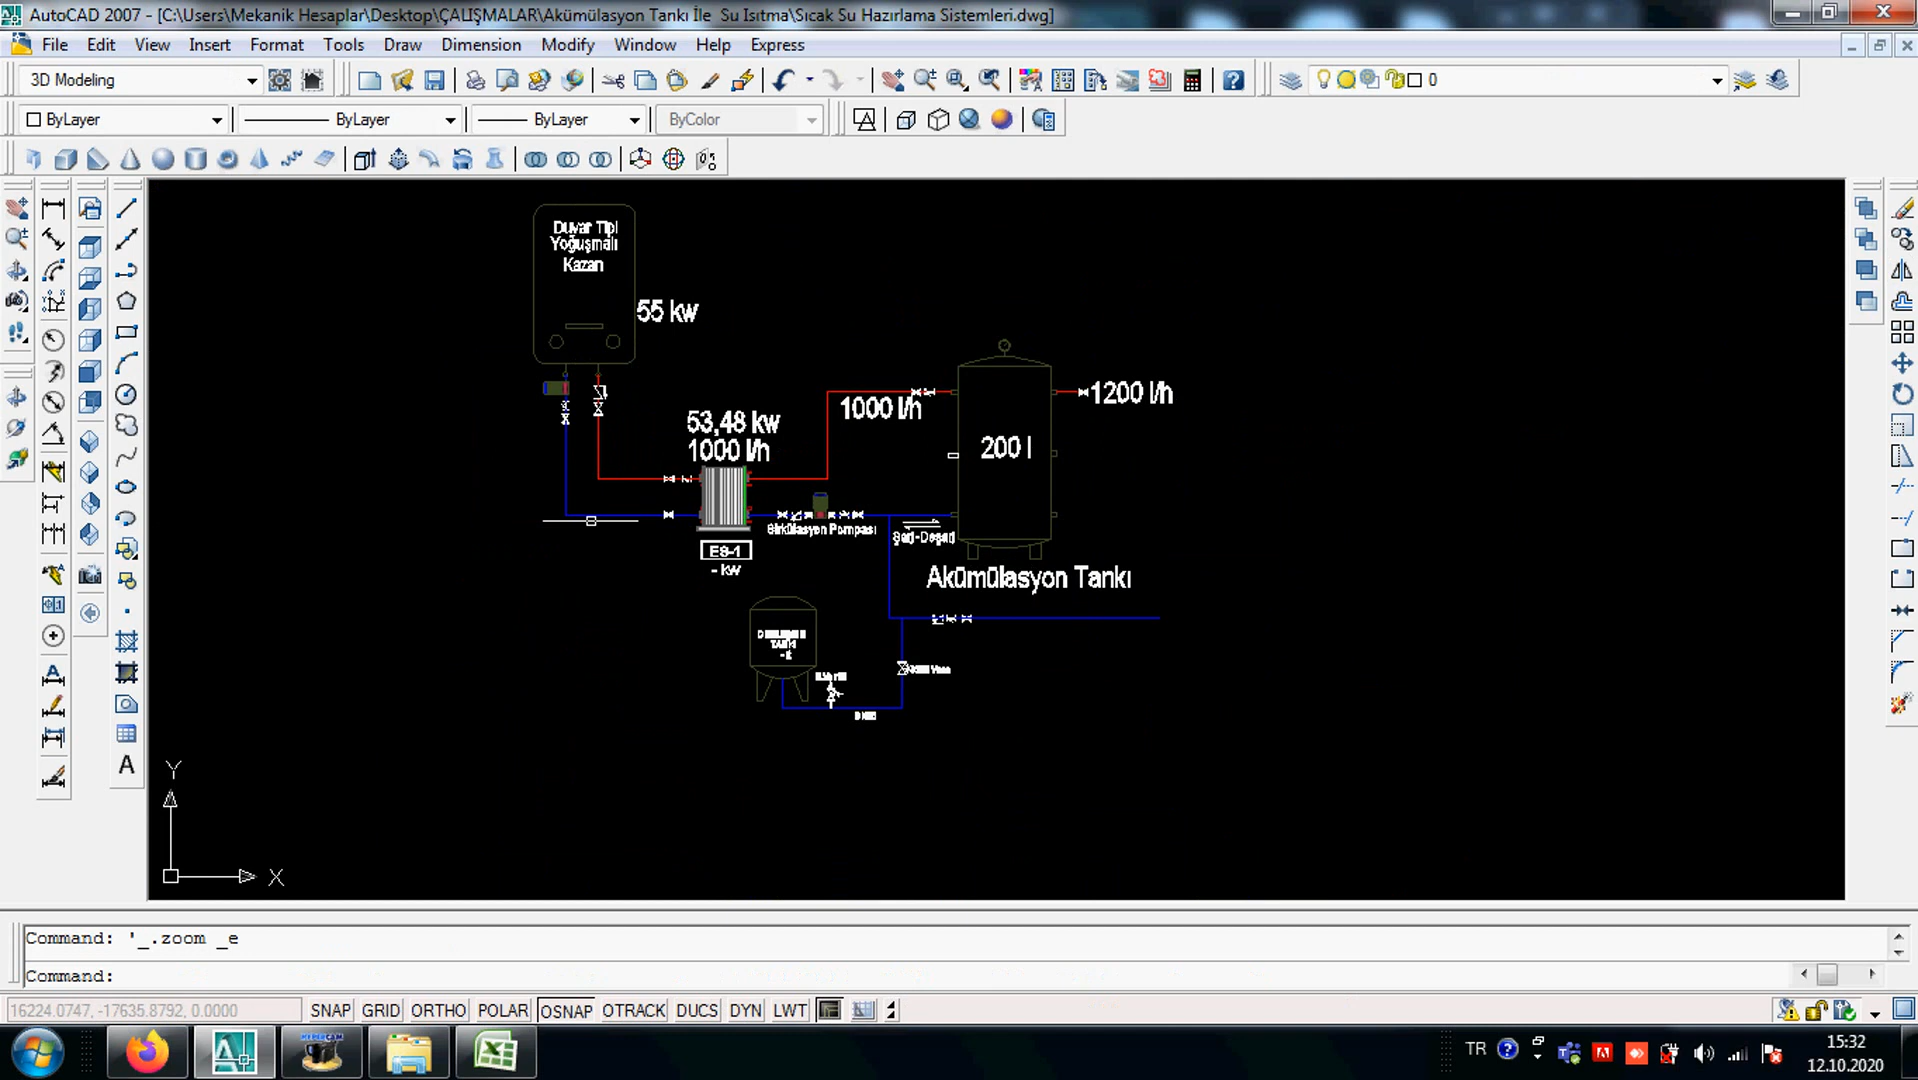 AutoCAD 2007 - [C:\Users\Mekanik Hesaplar\Desktop\ÇALIŞMALAR\Akümülasyon Tankı İle Su Isıtma\Sıcak Su Hazırlama Sistemleri.dwg]
File Edit View Insert Format Tools Draw Dimension Modify Window Help Express
3D Modeling
0
ByLayer
ByLayer
ByLayer
ByColor
Duvar Tipi
Yoğuşmalı
Kazan
55 kw
53,48 kw
1000 l/h
1000 l/h
1200 l/h
200 l
Sirkülasyon Pompası
Şarj-Deşarj
ES-1
- kW
Akümülasyon Tankı
Y
X
Command: '_.zoom _e
Command:
16224.0747, -17635.8792, 0.0000
SNAP GRID ORTHO POLAR OSNAP OTRACK DUCS DYN LWT
TR
15:32
12.10.2020